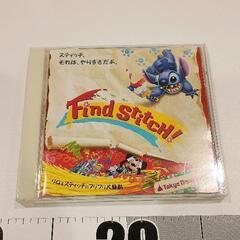 スティッチ、
それは、やりすぎだよ。
Find Stitch!
リロ&スティッチのフリフリ大騒動
Tokyo Disney